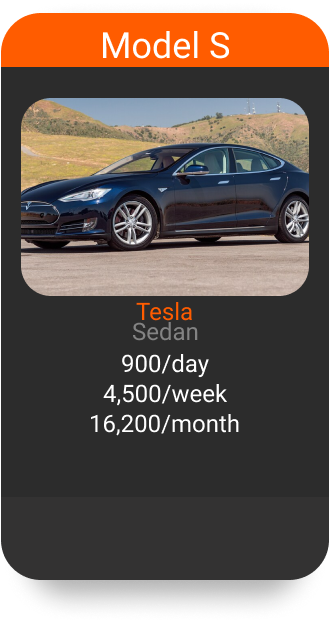 Model S
Tesla
Sedan
900/day
4,500/week
16,200/month